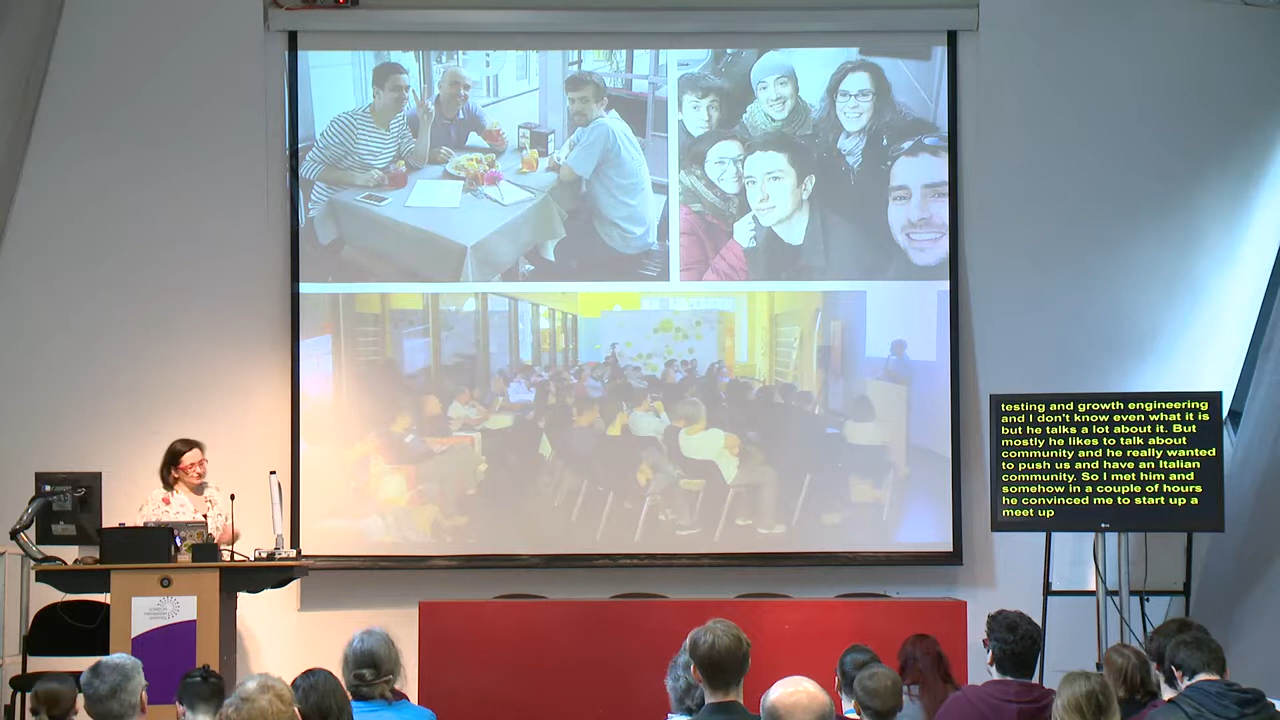 testing and growth engineering
and I don't know even what it is
but he talks a lot about it. But
mostly he likes to talk about
community and he really wanted
to push us and have an Italian
community. So I met him and
somehow in a couple of hours
he convinced me to start up a
meet up
LG